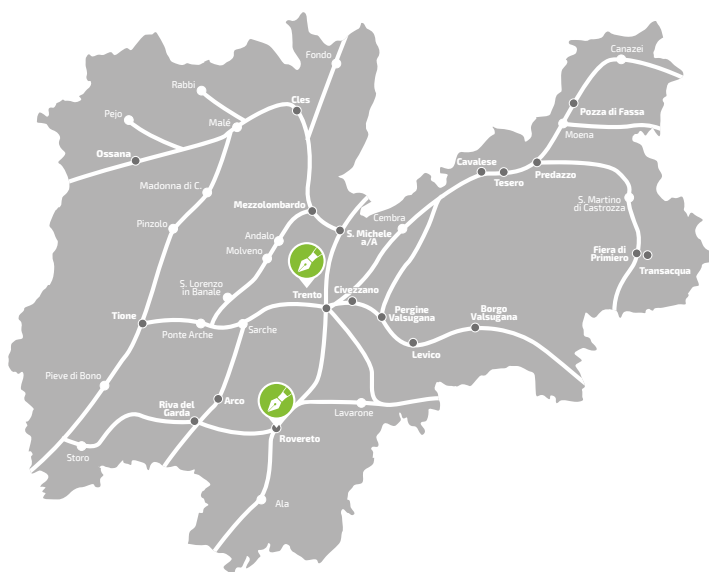 Canazei
Fondo
Rabbi
Cles
Pozza di Fassa
Pejo
Malé
Moena
Ossana
Cavalese
Tesero
Predazzo
Madonna di C.
S. Martino
di Castrozza
Mezzolombardo
Cembra
Pinzolo
Andalo
S. Michele
a/A
Molveno
Fiera di
Primiero
Transacqua
S. Lorenzo
in Banale
Trento
Civezzano
Tione
Ponte Arche
Sarche
Pergine
Valsugana
Borgo
Valsugana
Levico
Pieve di Bono
Riva del
Garda
Arco
Lavarone
Rovereto
Storo
Ala